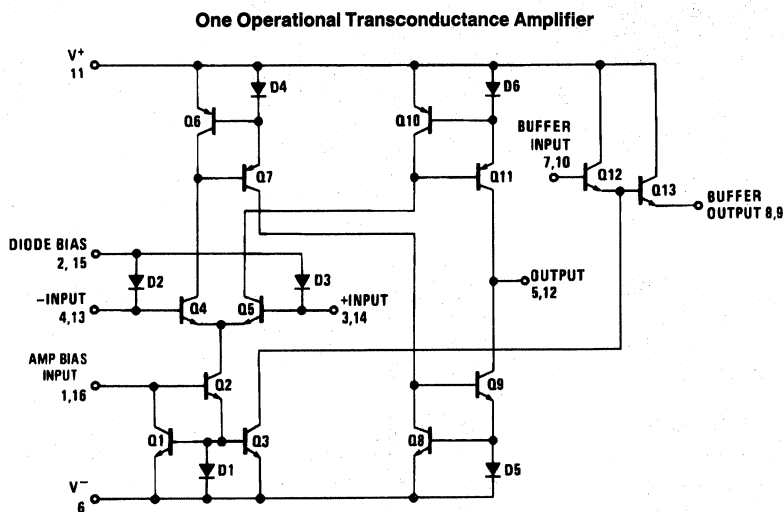 One Operational Transconductance Amplifier
V+
11
D4
D6
Q6
Q10
BUFFER
INPUT
7,10
Q7
Q11
Q12
Q13
BUFFER
OUTPUT 8,9
DIODE BIAS
2, 15
D2
D3
–INPUT
4,13
Q4
Q5
+INPUT
3,14
OUTPUT
5,12
AMP BIAS
INPUT
1,16
Q2
Q9
Q1
Q3
Q8
D1
D5
V–
6